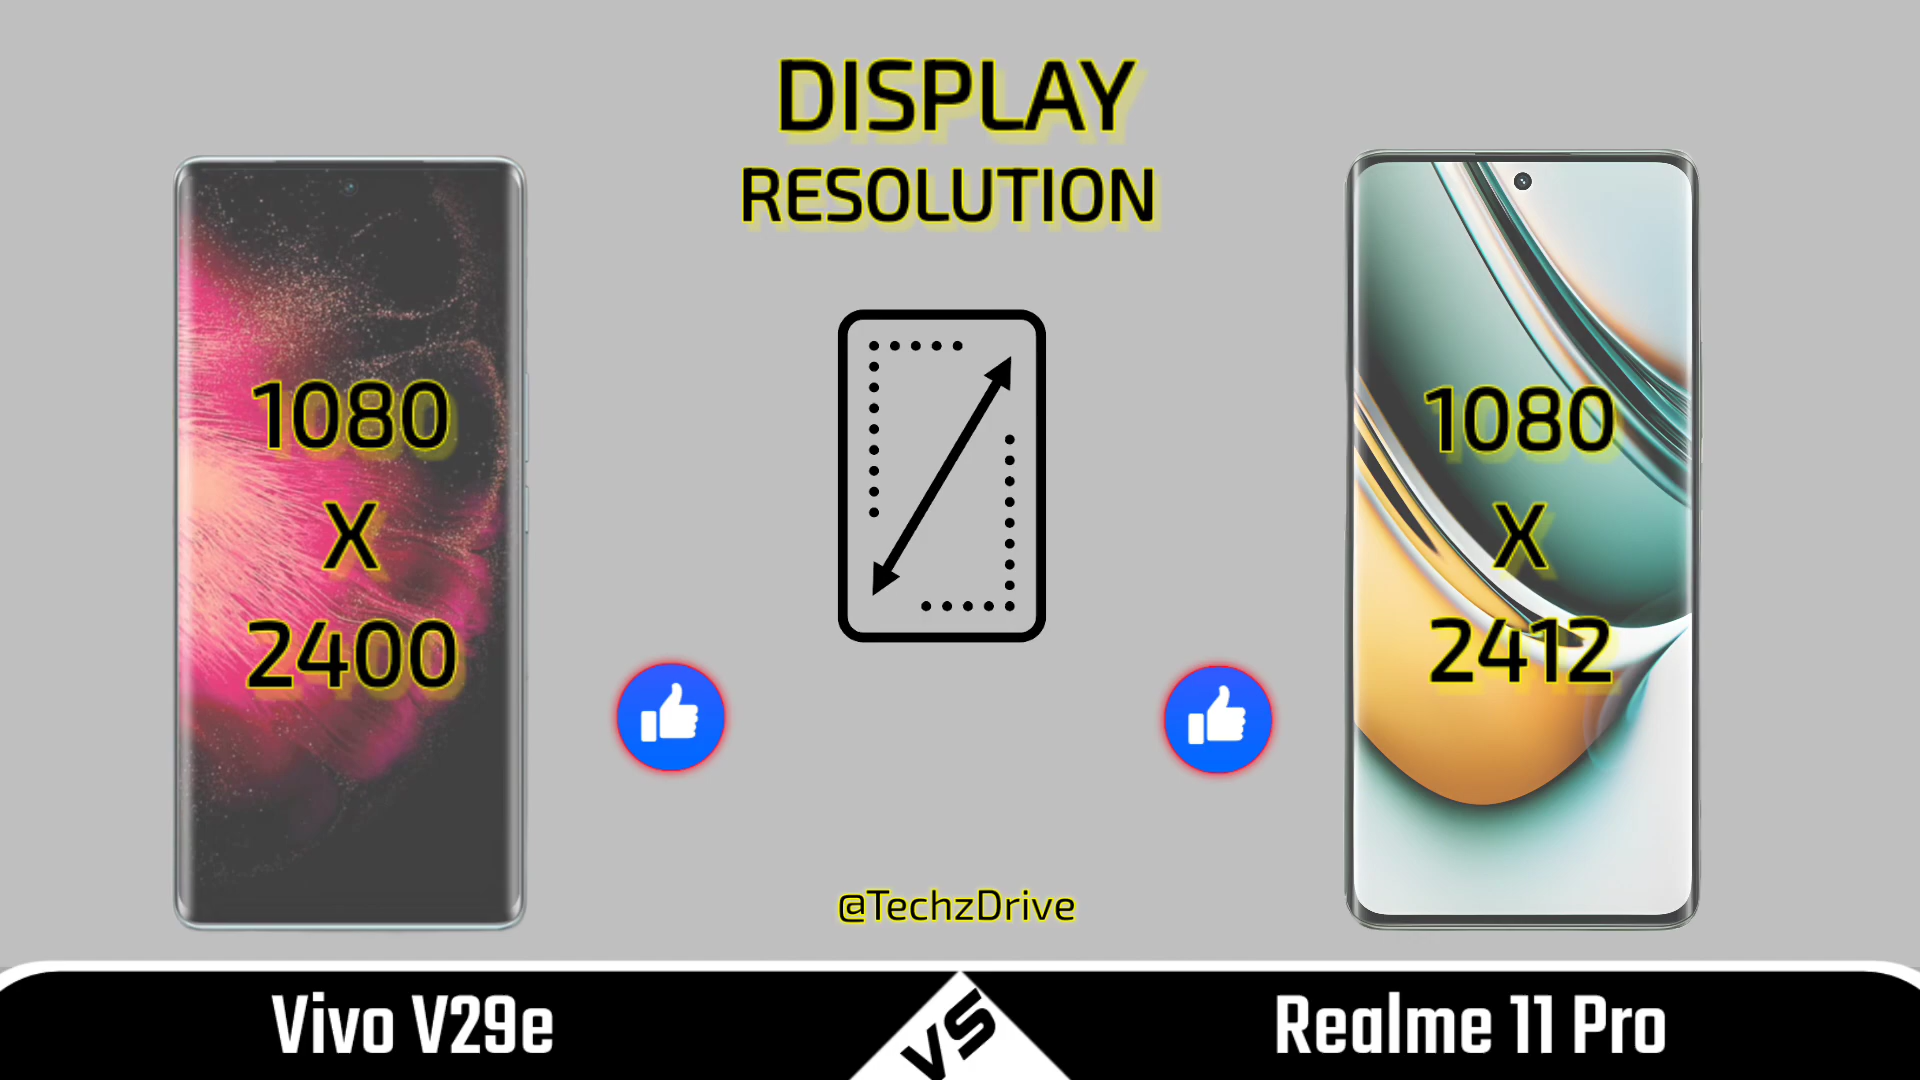 DISPLAY
RESOLUTION
1080
X
2400
1080
X
2412
@TechzDrive
Vivo V29e
VS
Realme 11 Pro